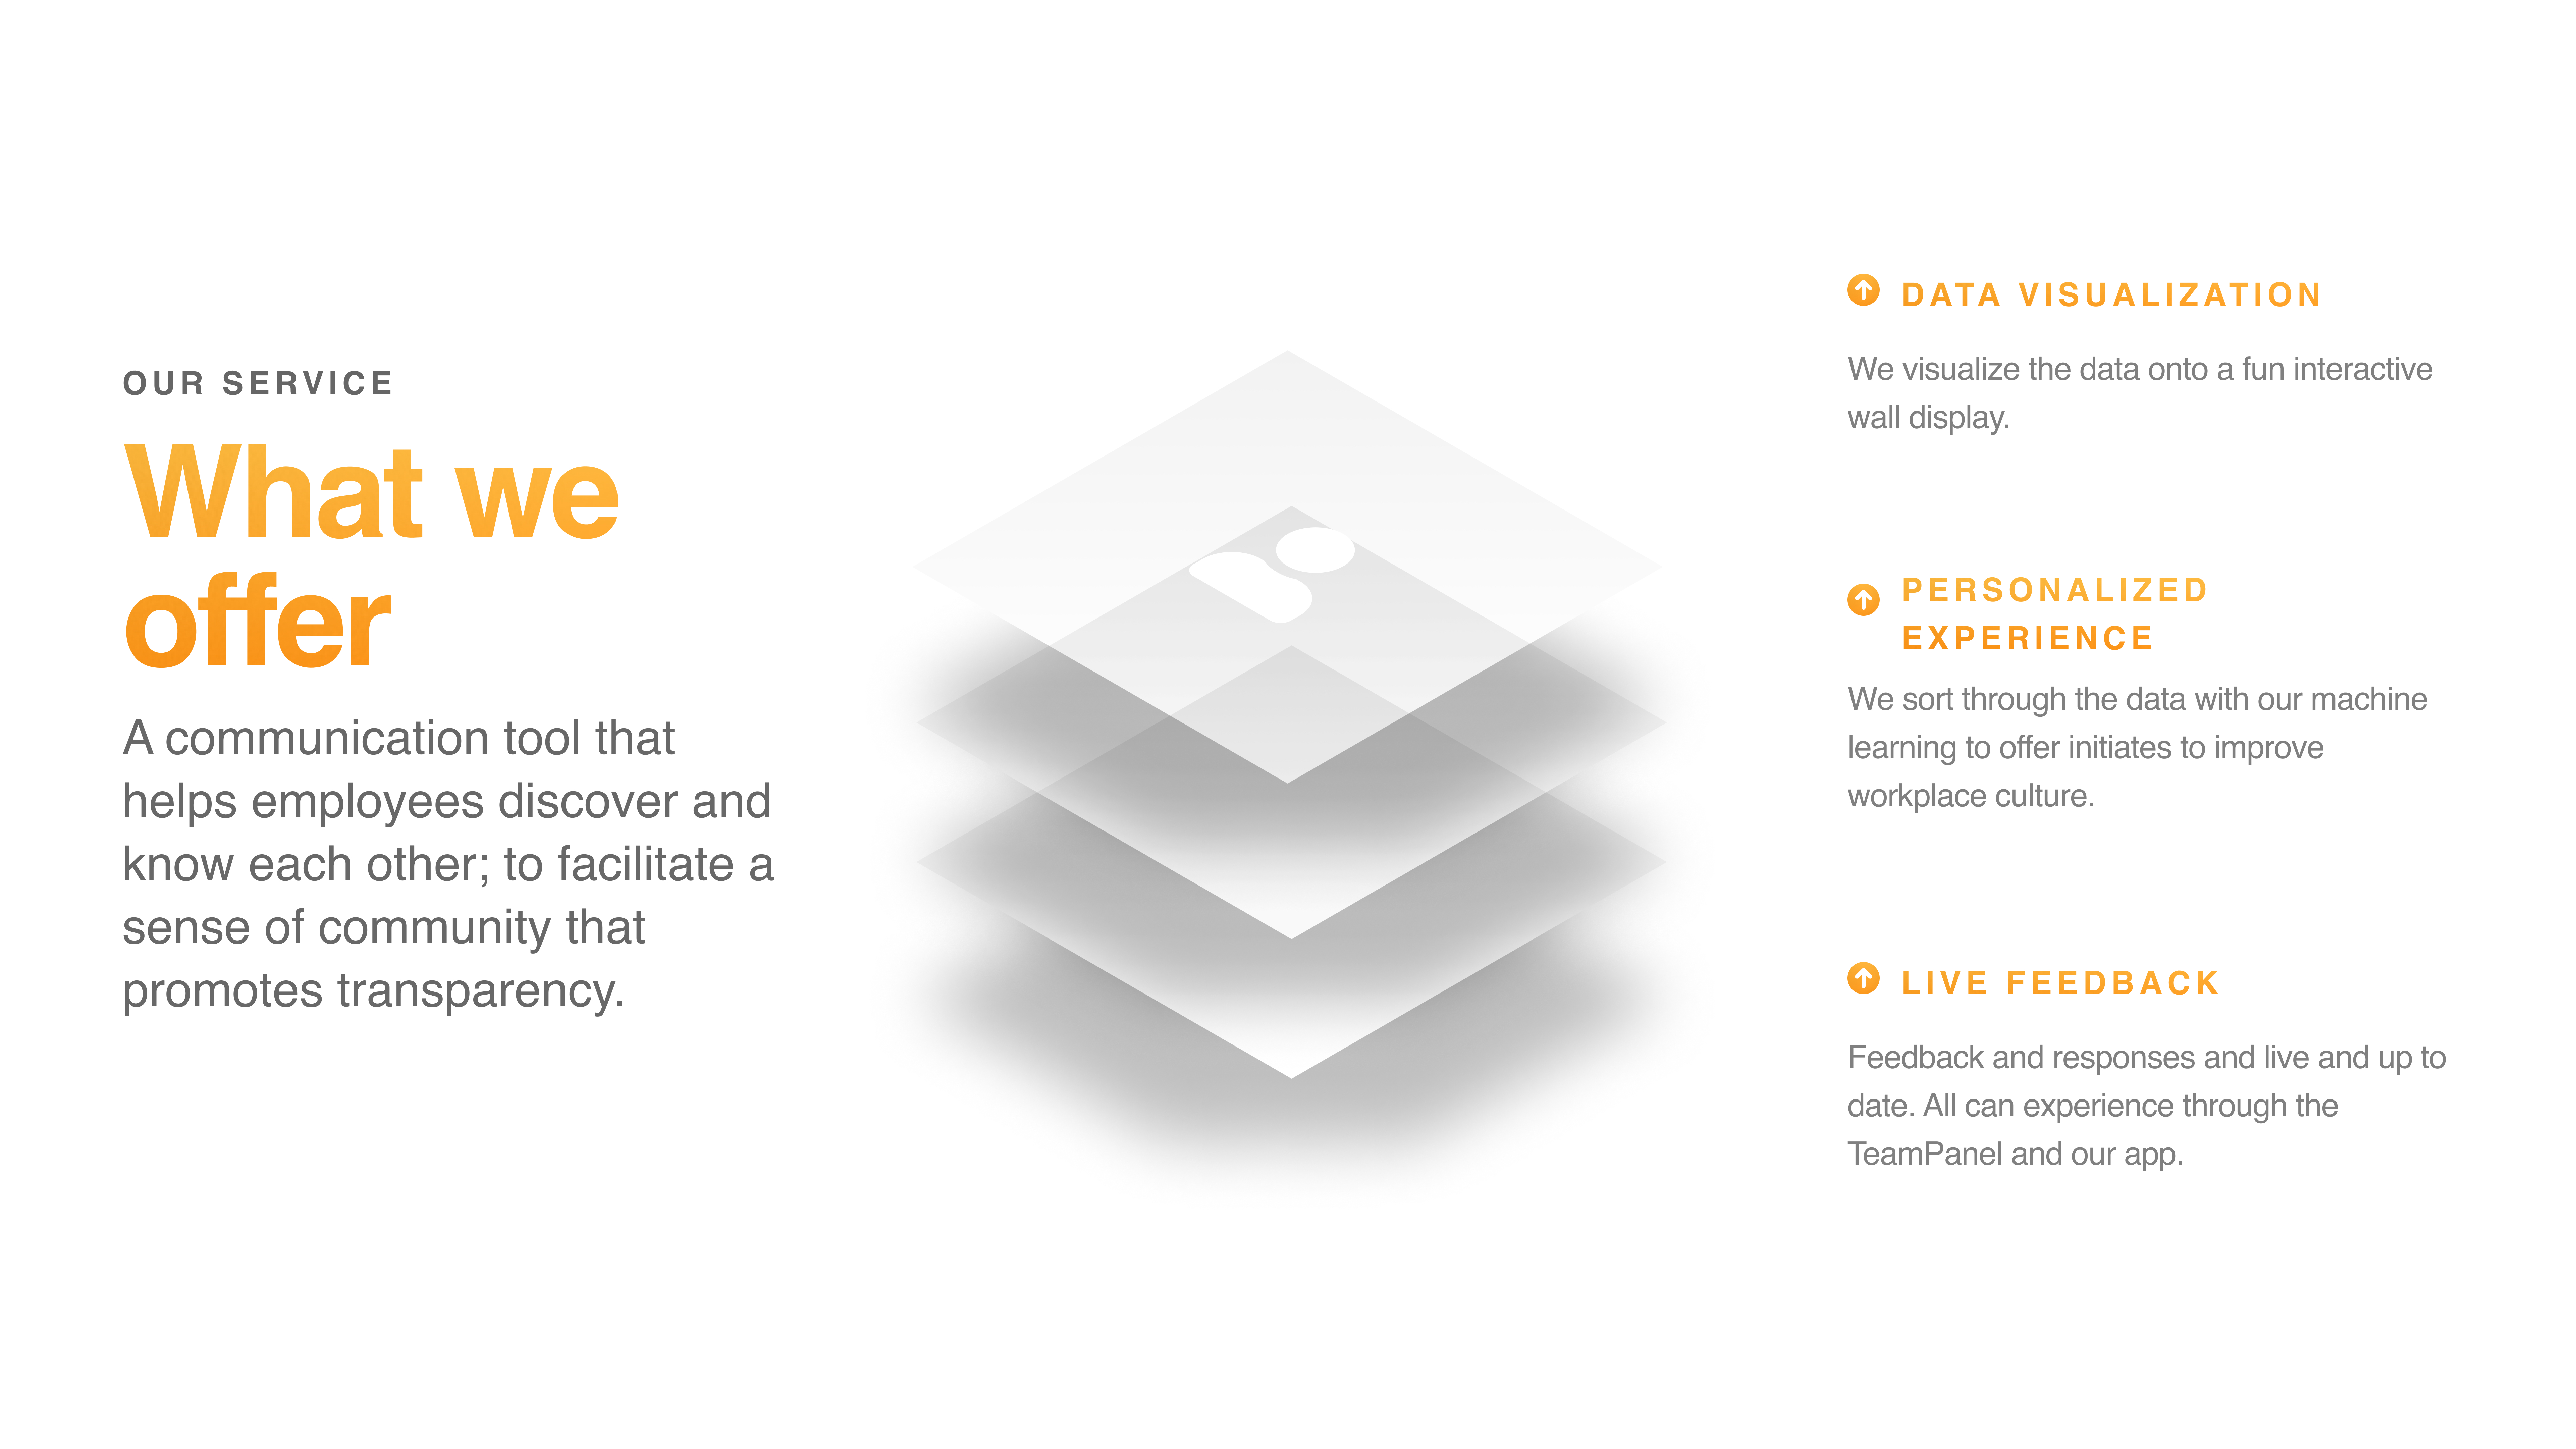 OUR SERVICE
What we
offer
A communication tool that
helps employees discover and
know each other; to facilitate a
sense of community that
promotes transparency.
DATA VISUALIZATION
We visualize the data onto a fun interactive
wall display.
PERSONALIZED
EXPERIENCE
We sort through the data with our machine
learning to offer initiates to improve
workplace culture.
LIVE FEEDBACK
Feedback and responses and live and up to
date. All can experience through the
TeamPanel and our app.